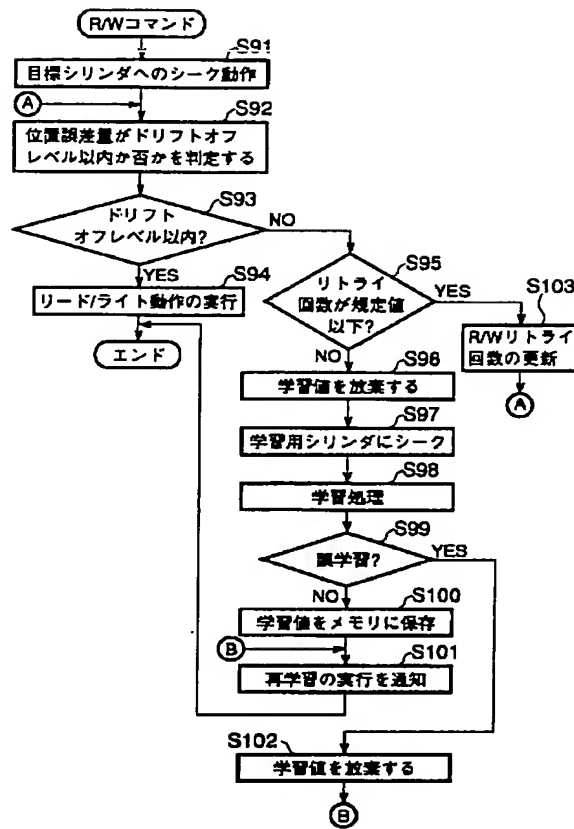 R/Wコマンド
S91
目標シリンダへのシーク動作
A
S92
位置誤差量がドリフトオフ
レベル以内か否かを判定する
S93
ドリフト
オフレベル以内?
NO
YES
S94
リード/ライト動作の実行
エンド
S95
リトライ
回数が規定値
以下?
YES
S103
R/Wリトライ
回数の更新
A
NO
S96
学習値を放棄する
S97
学習用シリンダにシーク
S98
学習処理
S99
誤学習?
YES
NO
S100
学習値をメモリに保存
B
S101
再学習の実行を通知
S102
学習値を放棄する
B